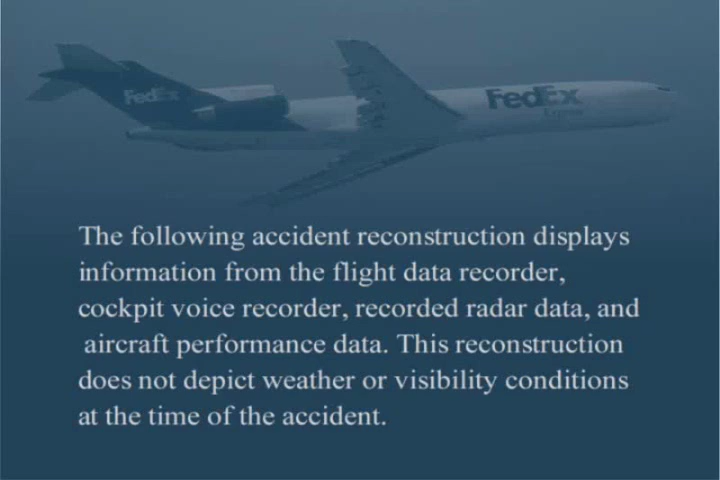 FedEx
FedEx
Express
The following accident reconstruction displays
information from the flight data recorder,
cockpit voice recorder, recorded radar data, and
aircraft performance data. This reconstruction
does not depict weather or visibility conditions
at the time of the accident.